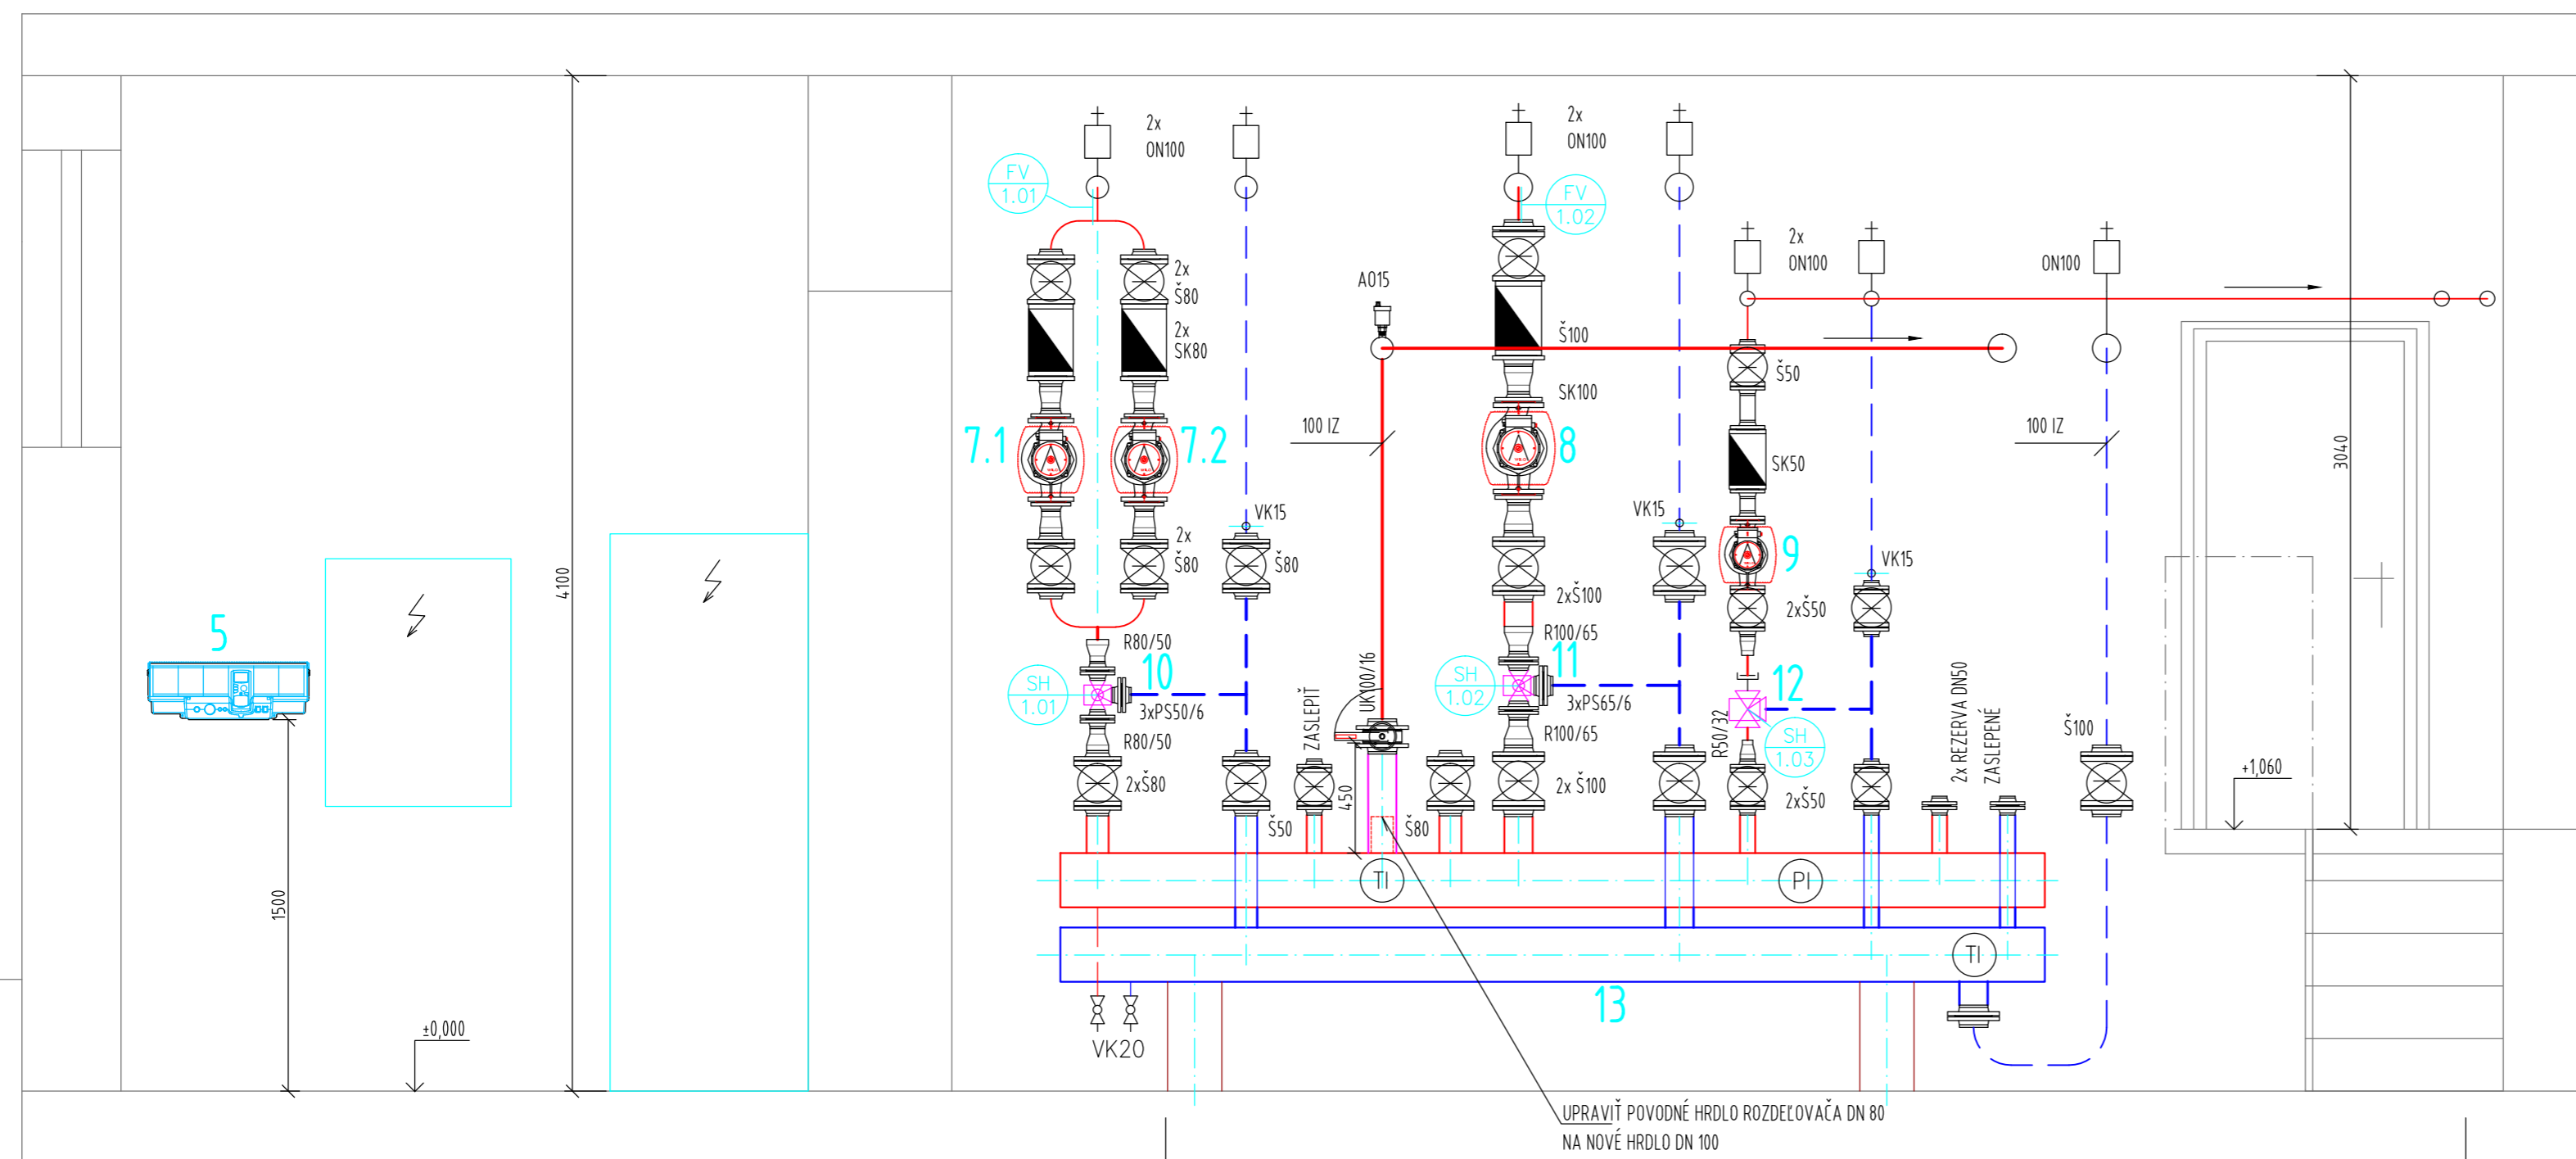 2x
ON100
2x
ON100
FV
1.01
FV
1.02
2x
ON100
ON100
2x
Š80
2x
SK80
AO15
Š100
Š50
SK100
7.1
7.2
100 IZ
8
100 IZ
3040
SK50
VK15
VK15
9
VK15
2x
Š80
Š80
4100
2xŠ100
2xŠ50
5
R80/50
R100/65
10
11
12
SH
1.01
SH
1.02
3xPS50/6
3xPS65/6
ZASLEPIŤ
UK100/16
R50/32
2x REZERVA DN50
ZASLEPENÉ
R80/50
R100/65
SH
1.03
Š100
+1,060
2xŠ80
2x Š100
2xŠ50
450
Š50
Š80
TI
PI
1500
TI
13
±0,000
VK20
UPRAVIŤ POVODNÉ HRDLO ROZDEĽOVAČA DN 80
NA NOVÉ HRDLO DN 100